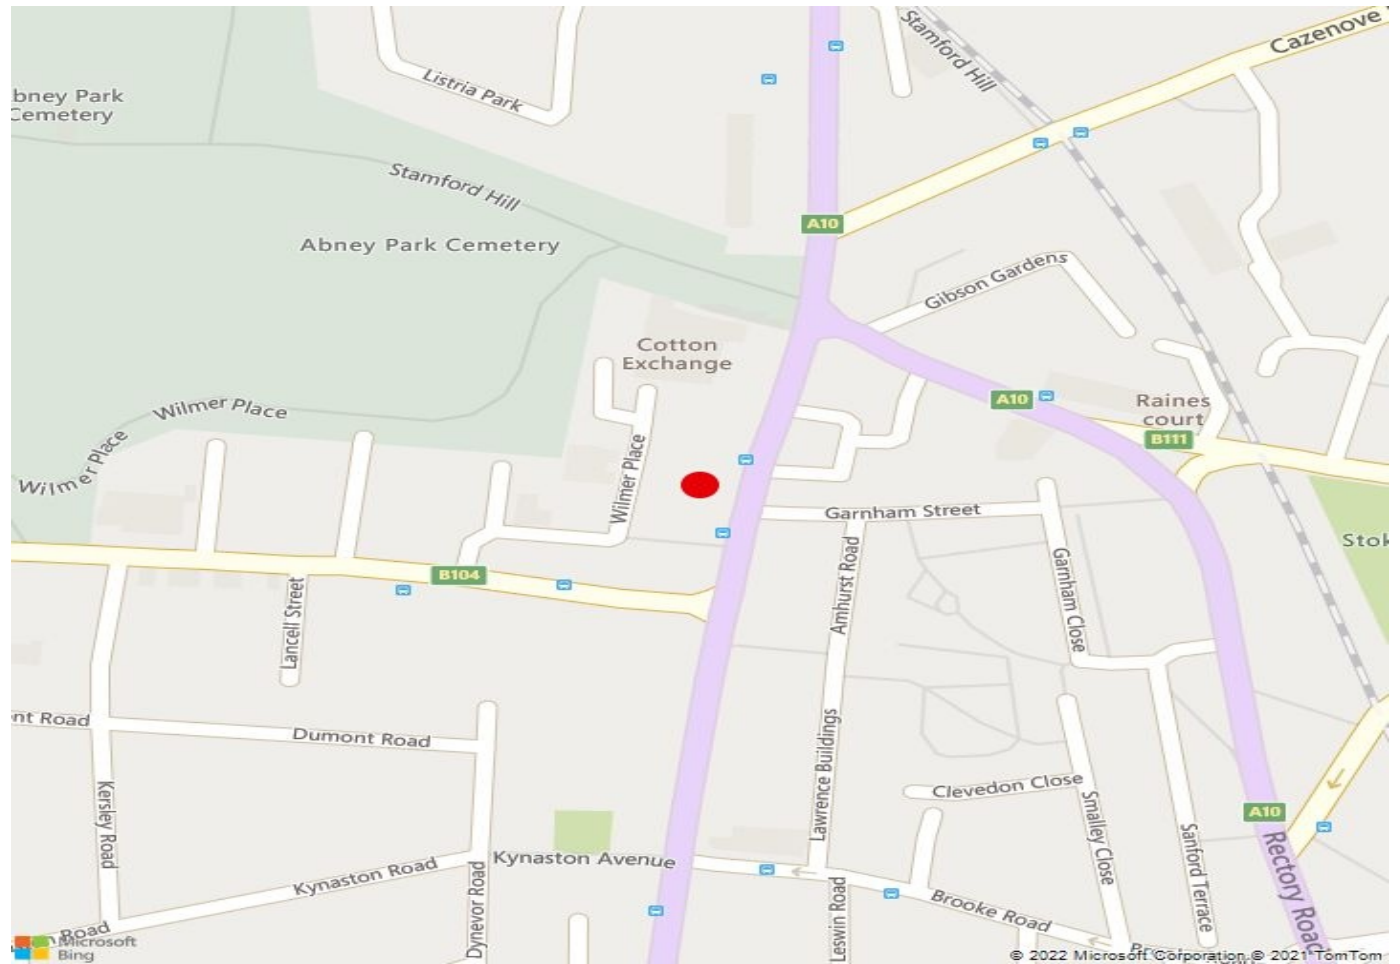 Stamford Hill
Cazenove
Listria Park
bney Park
Cemetery
Stamford Hill
A10
Abney Park Cemetery
Gibson Gardens
Cotton
Exchange
A10
Raines
court
B111
Wilmer Place
Wilmer Place
Wilmer Place
Garnham Street
Stok
B104
Amhurst Road
Garnham Close
Lancell Street
nt Road
Dumont Road
Lawrence Buildings
Clevedon Close
Kersley Road
Smalley Close
A10
Sanford Terrace
Rectory Road
Kynaston Avenue
Kynaston Road
Dynevor Road
Leswin Road
Brooke Road
Road
Microsoft
Bing
© 2022 Microsoft Corporation © 2021 TomTom